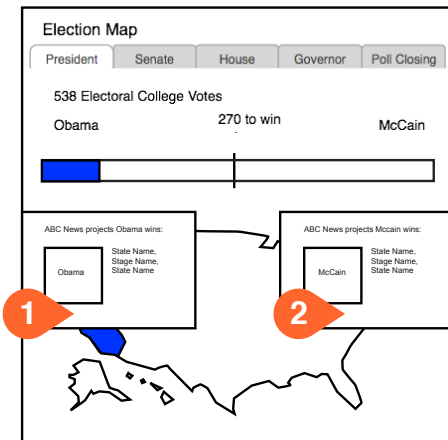 Election Map
President Senate House Governor Poll Closing
538 Electoral College Votes
Obama 270 to win McCain
ABC News projects Obama wins:
Obama
State Name,
Stage Name,
State Name
1
ABC News projects Mccain wins:
McCain
State Name,
Stage Name,
State Name
2